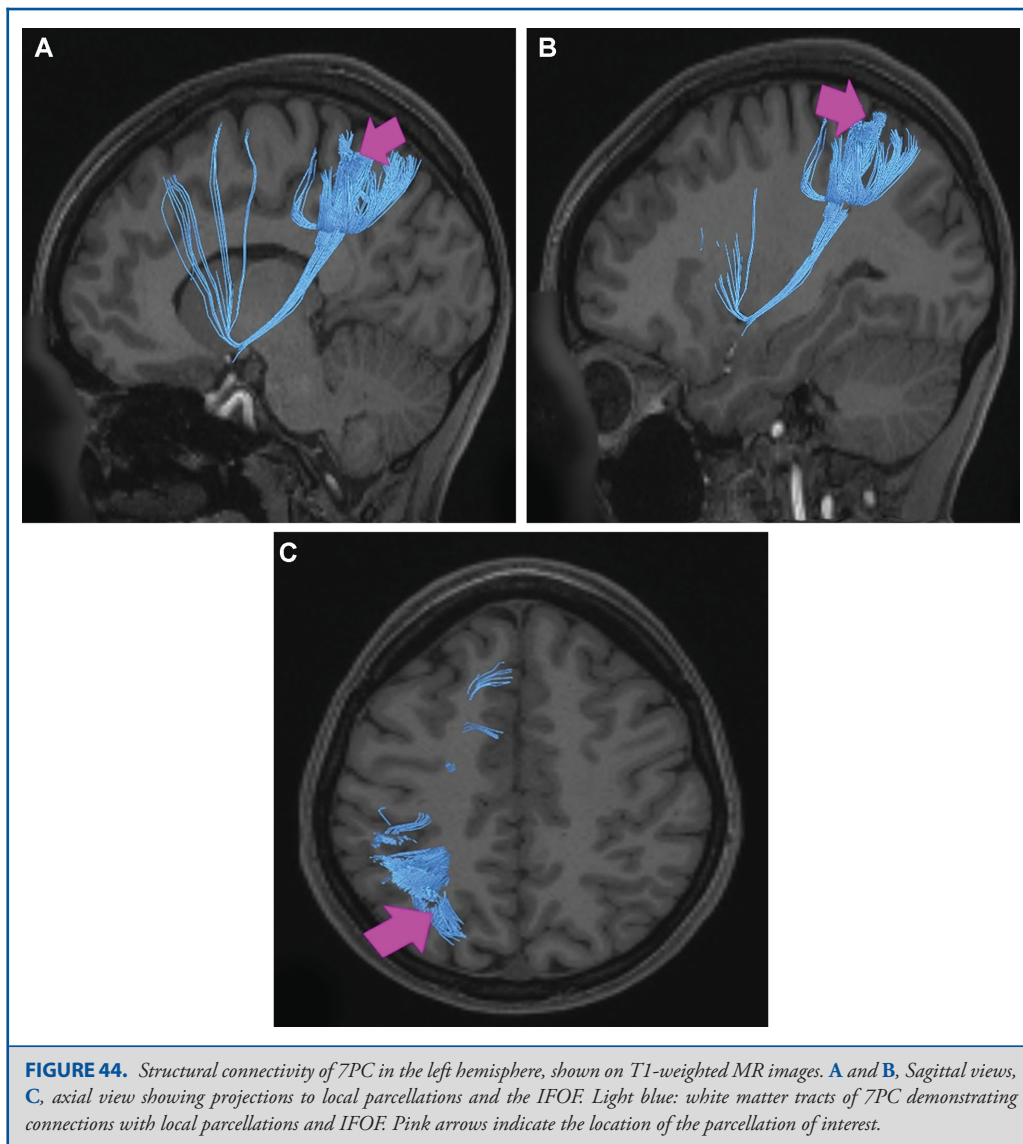 A
B
C
FIGURE 44. Structural connectivity of 7PC in the left hemisphere, shown on T1-weighted MR images. A and B, Sagittal views,
C, axial view showing projections to local parcellations and the IFOF. Light blue: white matter tracts of 7PC demonstrating
connections with local parcellations and IFOF. Pink arrows indicate the location of the parcellation of interest.